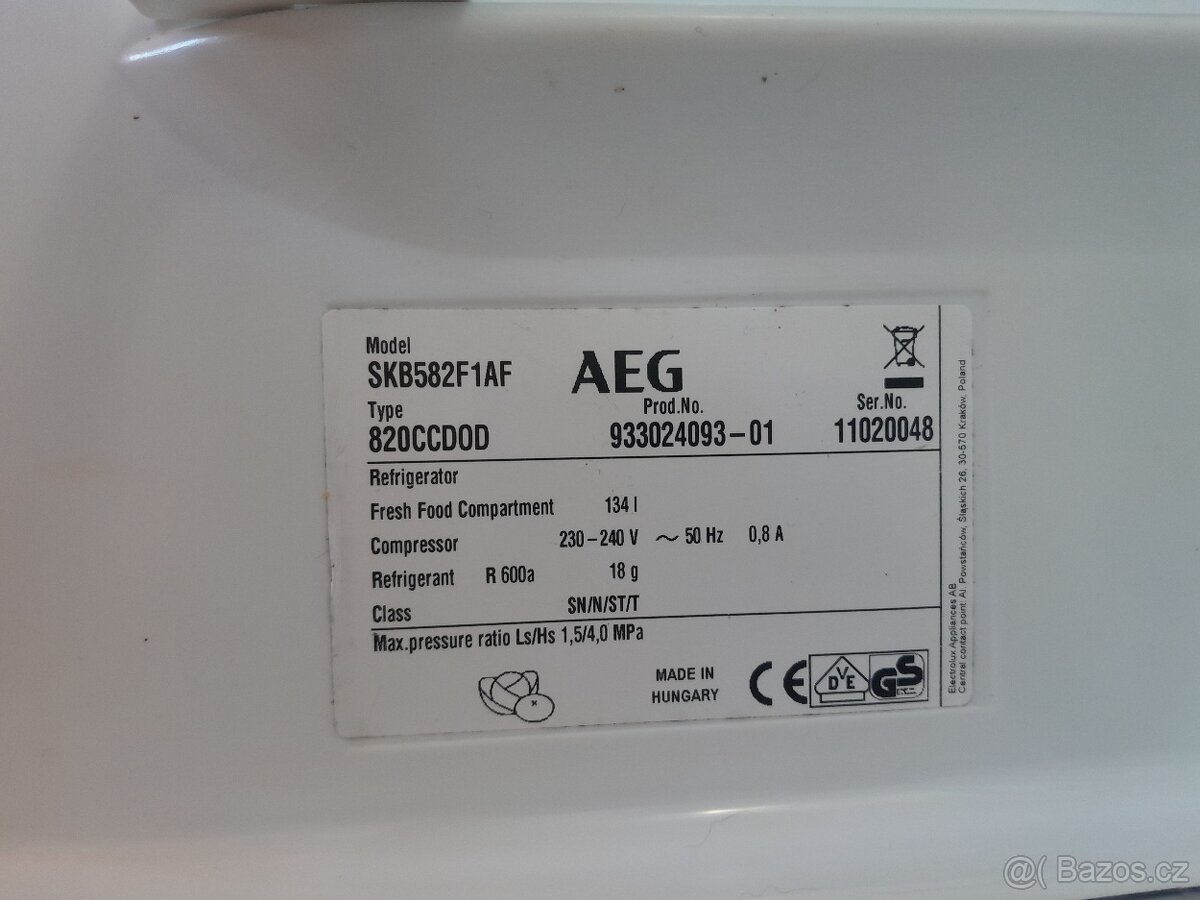 Model
SKB582F1AF
AEG
Type
820CCDOD
Prod.No.
933024093-01
Ser.No.
11020048
Refrigerator
Fresh Food Compartment 134 l
Compressor 230-240 V ~ 50 Hz 0,8 A
Refrigerant R 600a 18 g
Class SN/N/ST/T
Max.pressure ratio Ls/Hs 1,5/4,0 MPa
MADE IN
HUNGARY
CE
DVE
GS
Electrolux Appliances AB
Central contact point: Al. Powstańców, Śląskich 26, 30-570 Kraków, Poland
@( Bazos.cz